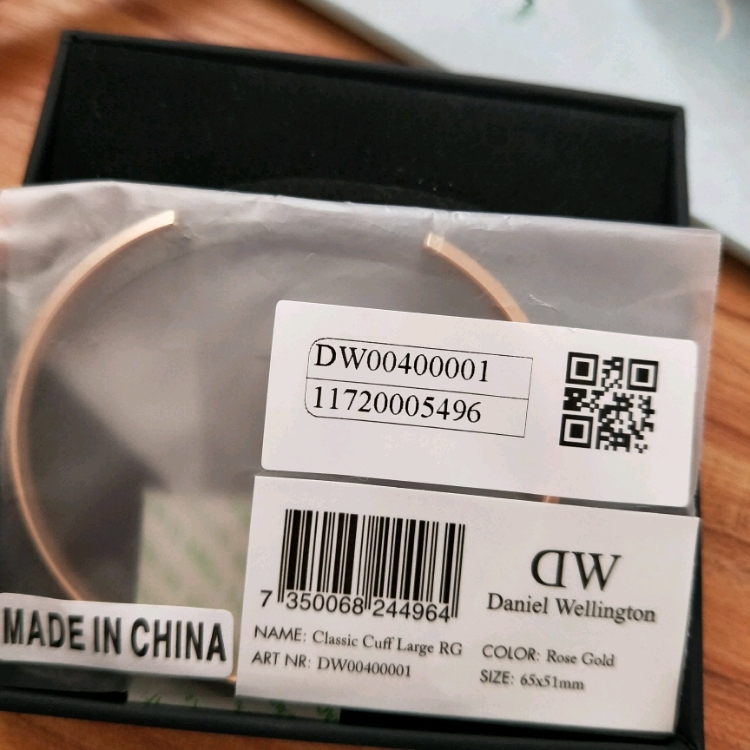 DW00400001
11720005496
7 350068 244964
DW
Daniel Wellington
NAME: Classic Cuff Large RG
COLOR: Rose Gold
ART NR: DW00400001
SIZE: 65x51mm
MADE IN CHINA